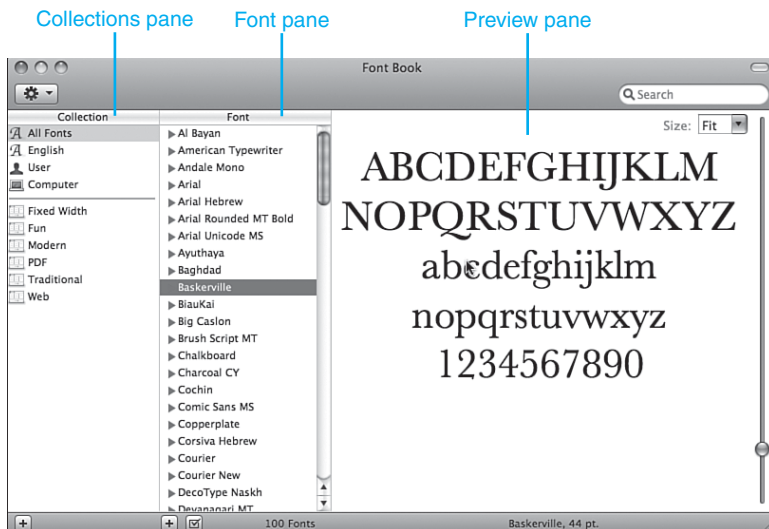 Collections pane
Font pane
Preview pane
Font Book
Search
Collection
All Fonts
English
User
Computer
Fixed Width
Fun
Modern
PDF
Traditional
Web
Font
Al Bayan
American Typewriter
Andale Mono
Arial
Arial Hebrew
Arial Rounded MT Bold
Arial Unicode MS
Ayuthaya
Baghdad
Baskerville
BiauKai
Big Caslon
Brush Script MT
Chalkboard
Charcoal CY
Cochin
Comic Sans MS
Copperplate
Corsiva Hebrew
Courier
Courier New
DecoType Naskh
Devanagari MT
100 Fonts
Size: Fit
ABCDEFGHIJKLM
NOPQRSTUVWXYZ
abcdefghijklm
nopqrstuvwxyz
1234567890
Baskerville, 44 pt.